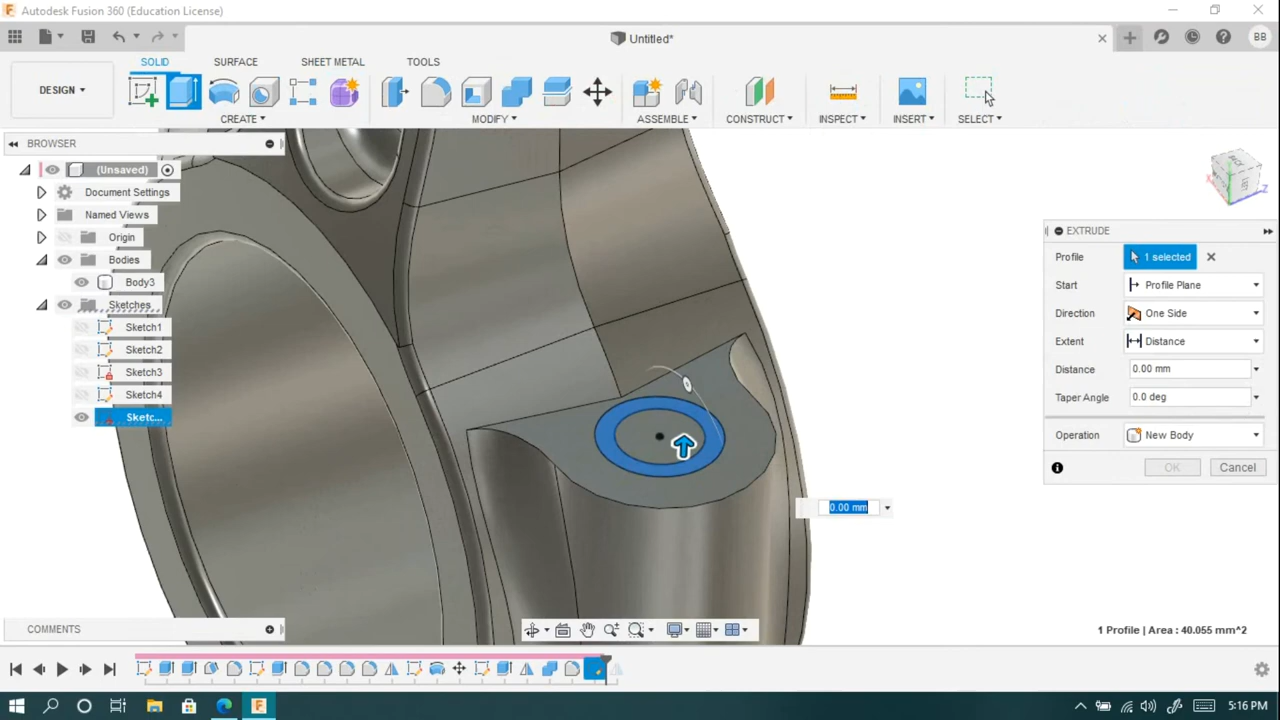 Autodesk Fusion 360 (Education License)
Untitled*
BB
SOLID SURFACE SHEET METAL TOOLS
DESIGN
CREATE MODIFY ASSEMBLE CONSTRUCT INSPECT INSERT SELECT
BROWSER
(Unsaved)
Document Settings
Named Views
Origin
Bodies
Body3
Sketches
Sketch1
Sketch2
Sketch3
Sketch4
Sketc...
EXTRUDE
Profile 1 selected
Start Profile Plane
Direction One Side
Extent Distance
Distance 0.00 mm
Taper Angle 0.0 deg
Operation New Body
OK Cancel
0.00 mm
COMMENTS
1 Profile | Area : 40.055 mm^2
5:16 PM